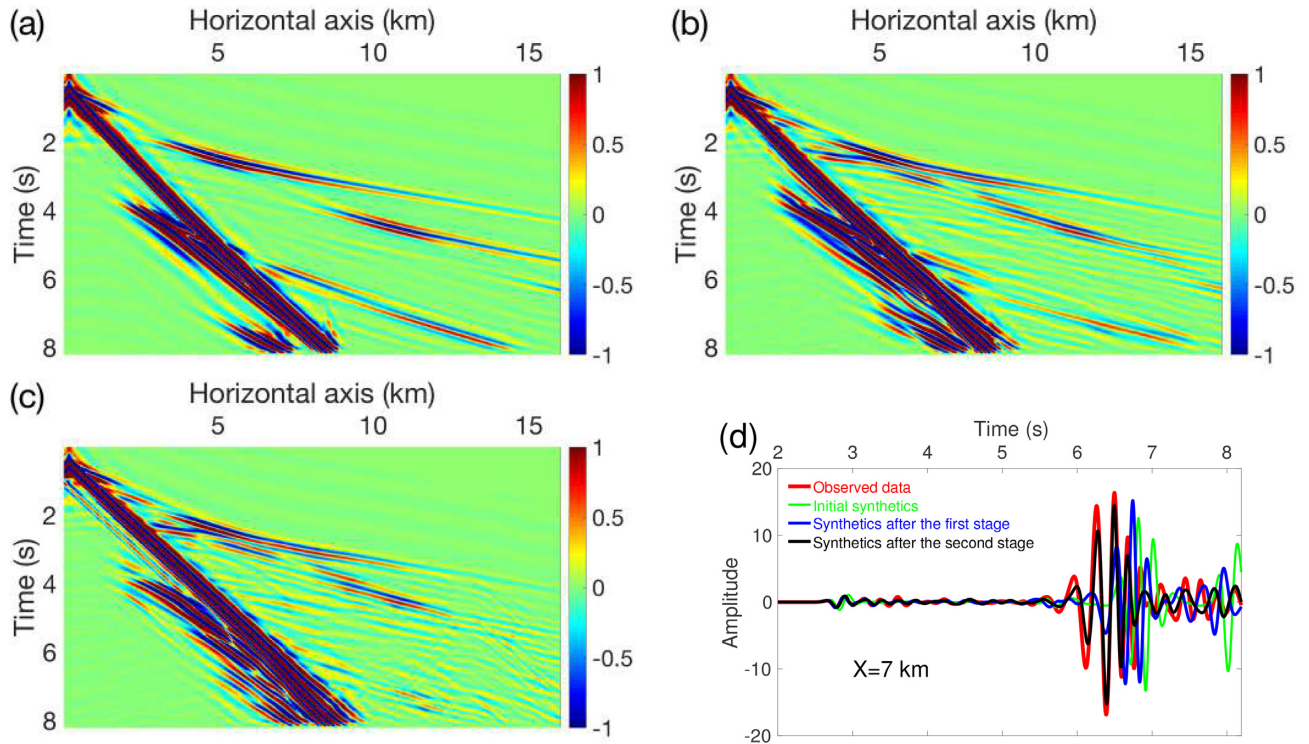 (a) Horizontal axis (km) (b) Horizontal axis (km)
5 10 15 5 10 15
1 1
2 0.5 2 0.5
Time (s) 4 0 Time (s) 4 0
6 -0.5 6 -0.5
8 -1 8 -1
(c) Horizontal axis (km)
5 10 15
1
2 0.5
Time (s) 4 0
6 -0.5
8 -1
(d) Time (s)
2 3 4 5 6 7 8
20
Observed data
Initial synthetics
10
Synthetics after the first stage
Synthetics after the second stage
Amplitude
0
-10
X=7 km
-20